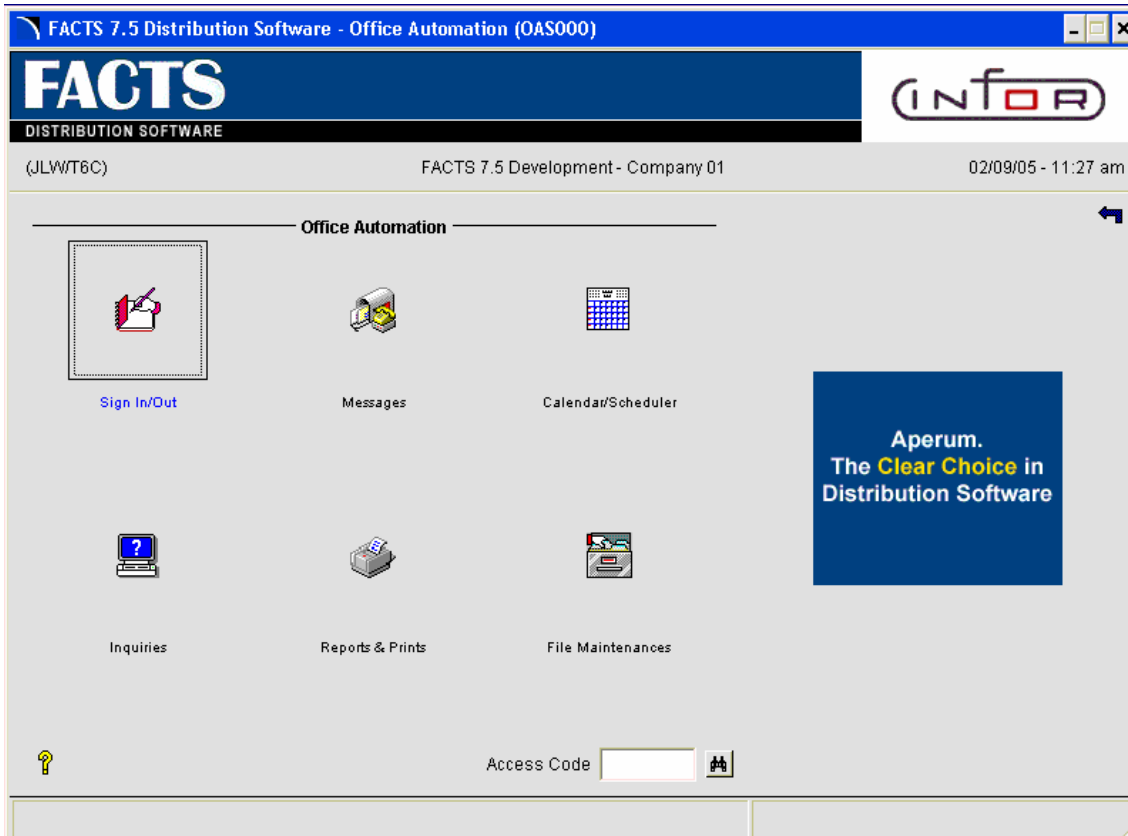 FACTS 7.5 Distribution Software - Office Automation (OAS000)
FACTS
DISTRIBUTION SOFTWARE
INFOR
(JLW/T6C)
FACTS 7.5 Development - Company 01
02/09/05 - 11:27 am
Office Automation
Sign In/Out
Messages
Calendar/Scheduler
Aperum.
The Clear Choice in
Distribution Software
?
Inquiries
Reports & Prints
File Maintenances
?
Access Code